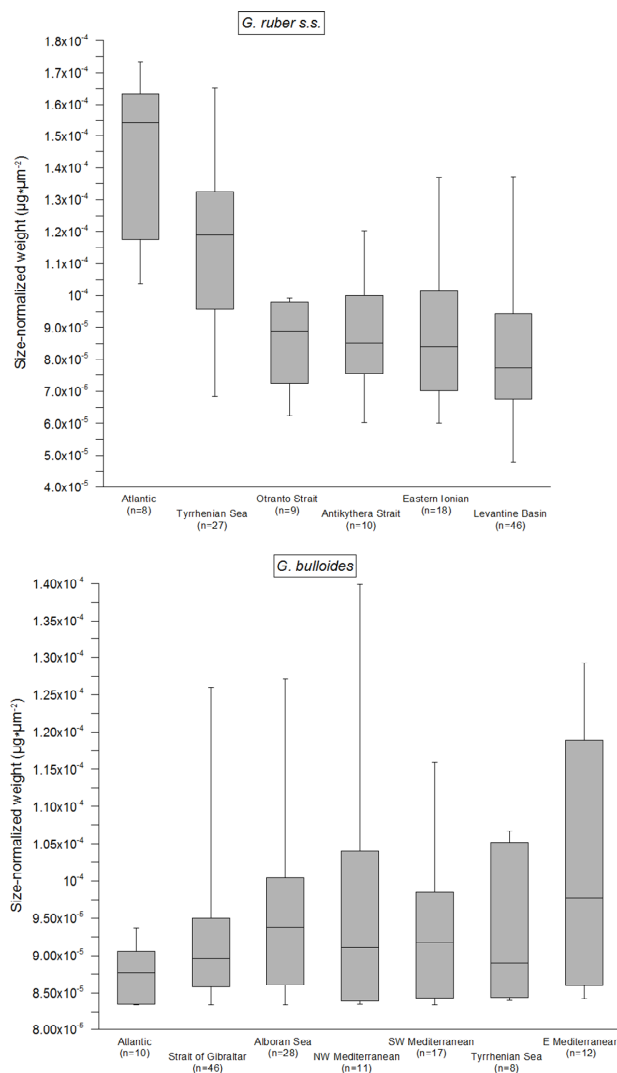 G. ruber s.s.
Size-normalized weight (µg*µm⁻²)
1.8x10⁻⁴
1.7x10⁻⁴
1.6x10⁻⁴
1.5x10⁻⁴
1.4x10⁻⁴
1.3x10⁻⁴
1.2x10⁻⁴
1.1x10⁻⁴
10⁻⁴
9.0x10⁻⁵
8.0x10⁻⁵
7.0x10⁻⁶
6.0x10⁻⁵
5.0x10⁻⁵
4.0x10⁻⁵
Atlantic
(n=8)
Tyrrhenian Sea
(n=27)
Otranto Strait
(n=9)
Antikythera Strait
(n=10)
Eastern Ionian
(n=18)
Levantine Dasin
(n=46)
G. bulloides
Size-normalized weight (µg*µm⁻²)
1.40x10⁻⁴
1.35x10⁻⁴
1.30x10⁻⁴
1.25x10⁻⁴
1.20x10⁻⁴
1.15x10⁻⁴
1.10x10⁻⁴
1.05x10⁻⁴
10⁻⁴
9.50x10⁻⁶
9.00x10⁻⁵
8.50x10⁻⁵
8.00x10⁻⁶
Atlantic
(n=10)
Strait of Gibraltar
(n=46)
Alboran Sea
(n=28)
NW Mediterranean
(n=11)
SW Mediterranean
(n=17)
Tyrrhenian Sea
(n=8)
E Mediterranean
(n=12)